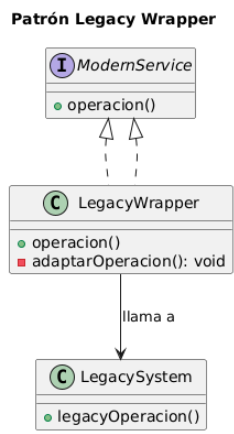 Patrón Legacy Wrapper
I ModernService
operacion()
C LegacyWrapper
operacion()
adaptarOperacion(): void
llama a
C LegacySystem
legacyOperacion()